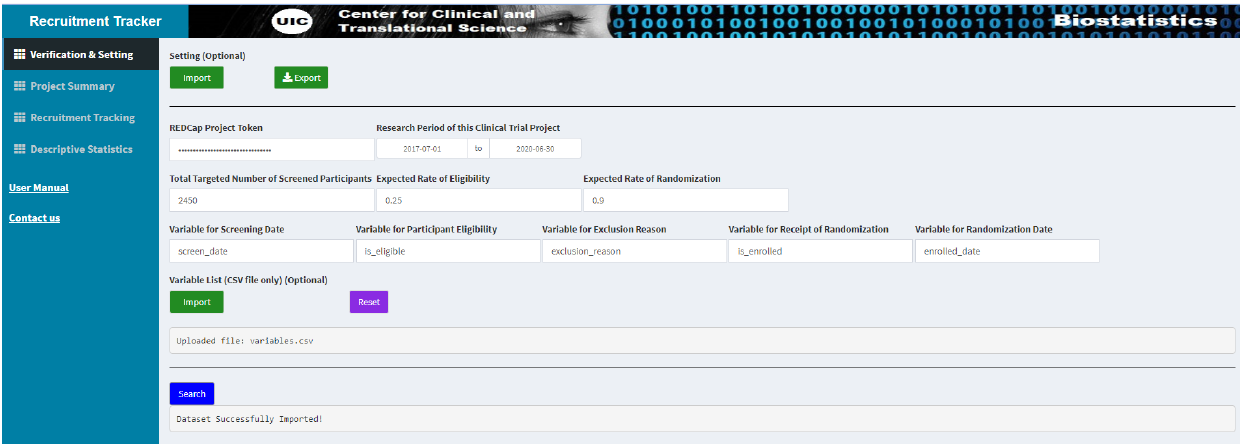 Recruitment Tracker
UIC
Center for Clinical and
Translational Science
Biostatistics
Verification & Setting
Project Summary
Recruitment Tracking
Descriptive Statistics
User Manual
Contact us
Setting (Optional)
Import
Export
REDCap Project Token
Research Period of this Clinical Trial Project
2017-07-01
to
2020-06-30
Total Targeted Number of Screened Participants
Expected Rate of Eligibility
Expected Rate of Randomization
2450
0.25
0.9
Variable for Screening Date
Variable for Participant Eligibility
Variable for Exclusion Reason
Variable for Receipt of Randomization
Variable for Randomization Date
screen_date
is_eligible
exclusion_reason
is_enrolled
enrolled_date
Variable List (CSV file only) (Optional)
Import
Reset
Uploaded file: variables.csv
Search
Dataset Successfully Imported!